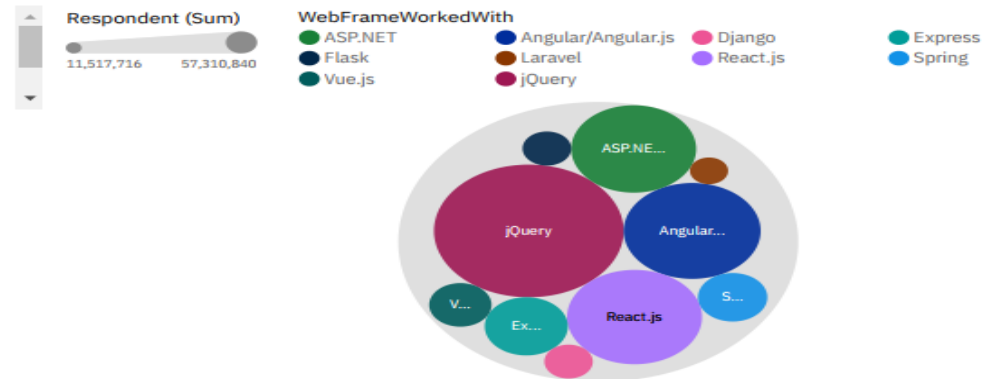 Respondent (Sum)
11,517,716 57,310,840
WebFrameWorkedWith
ASP.NET Angular/Angular.js Django Express
Flask Laravel React.js Spring
Vue.js jQuery
ASP.NE...
jQuery
Angular...
S...
V...
Ex...
React.js